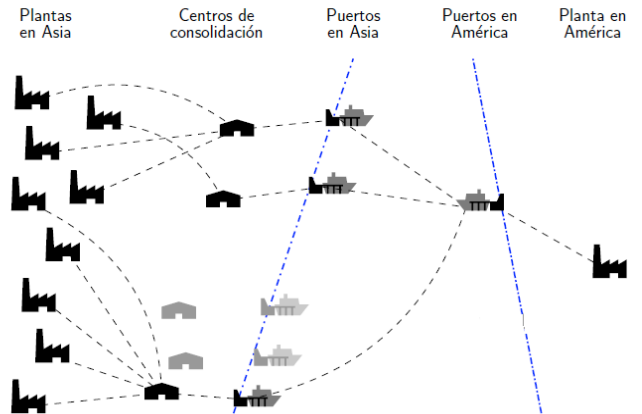 Plantas
en Asia
Centros de
consolidación
Puertos
en Asia
Puertos en
América
Planta en
América